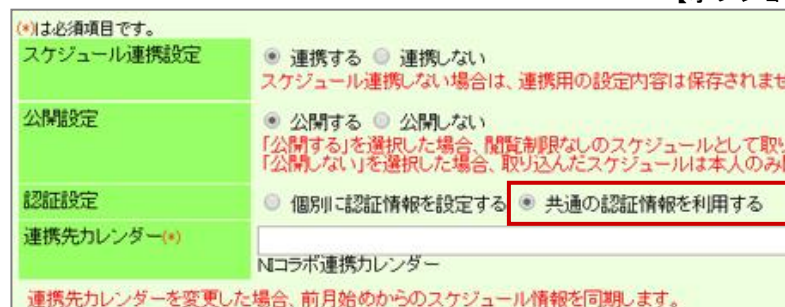 (*)は必須項目です。
スケジュール連携設定
連携する 連携しない
スケジュール連携しない場合は、連携用の設定内容は保存されませ
公開設定
公開する 公開しない
「公開する」を選択した場合、閲覧制限なしのスケジュールとして取り
「公開しない」を選択した場合、取り込んだスケジュールは本人のみ
認証設定
個別に認証情報を設定する 共通の認証情報を利用する
連携先カレンダー(*)
NIコラボ連携カレンダー
連携先カレンダーを変更した場合、前月始めからのスケジュール情報を同期します。